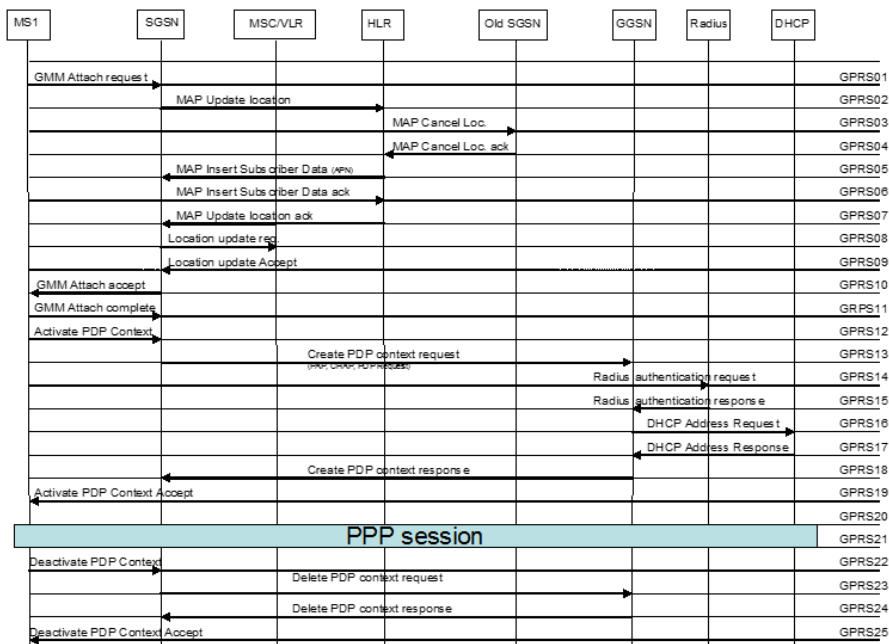 MS1 SGSN MSC/VLR HLR Old SGSN GGSN Radius DHCP
GMM Attach request GPRS01
MAP Update location GPRS02
MAP Cancel Loc. GPRS03
MAP Cancel Loc. ack GPRS04
MAP Insert Subscriber Data (APN) GPRS05
MAP Insert Subscriber Data ack GPRS06
MAP Update location ack GPRS07
Location update req. GPRS08
Location update Accept GPRS09
GMM Attach accept GPRS10
GMM Attach complete GRPS11
Activate PDP Context GPRS12
Create PDP context request GPRS13
(PAP, CHAP, PDP Request)
Radius authentication request GPRS14
Radius authentication response GPRS15
DHCP Address Request GPRS16
DHCP Address Response GPRS17
Create PDP context response GPRS18
Activate PDP Context Accept GPRS19
GPRS20
PPP session GPRS21
Deactivate PDP Context GPRS22
Delete PDP context request GPRS23
Delete PDP context response GPRS24
Deactivate PDP Context Accept GPRS25